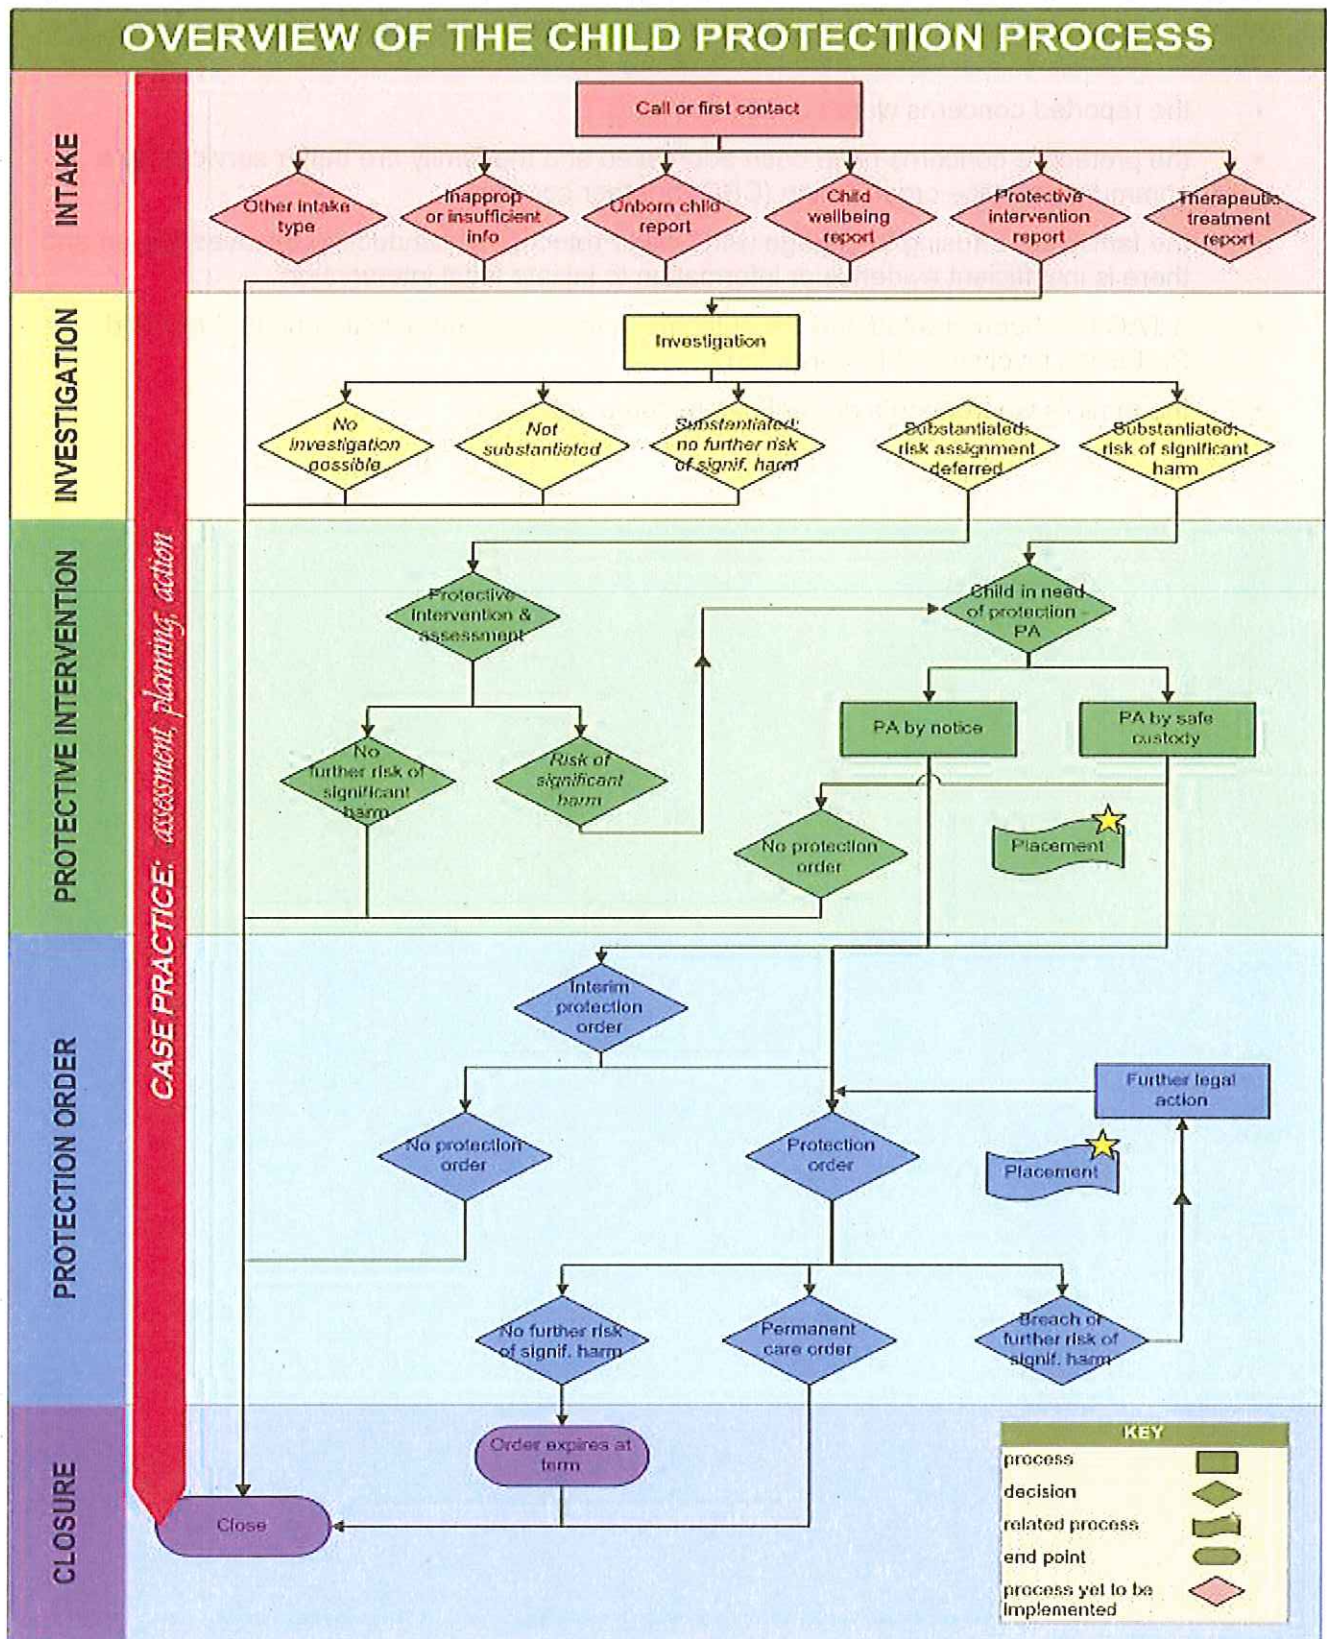 OVERVIEW OF THE CHILD PROTECTION PROCESS
INTAKE
Call or first contact
Other intake
type
Inapprop
or insufficient
info
Unborn child
report
Child
wellbeing
report
Protective
intervention
report
Therapeutic
treatment
report
CASE PRACTICE: assessment, planning, action
INVESTIGATION
Investigation
No
investigation
possible
Not
substantiated
Substantiated:
no further risk
of signif. harm
Substantiated:
risk assignment
deferred
Substantiated:
risk of significant
harm
PROTECTIVE INTERVENTION
Protective
Intervention &
assessment
Child in need
of protection -
PA
PA by notice
PA by safe
custody
No
further risk of
significant
harm
Risk of
significant
harm
No protection
order
Placement
PROTECTION ORDER
Interim
protection
order
Further legal
action
No protection
order
Protection
order
Placement
No further risk
of signif. harm
Permanent
care order
Breach or
further risk of
signif. harm
CLOSURE
Order expires at
term
Close
KEY
process
decision
related process
end point
process yet to be
implemented